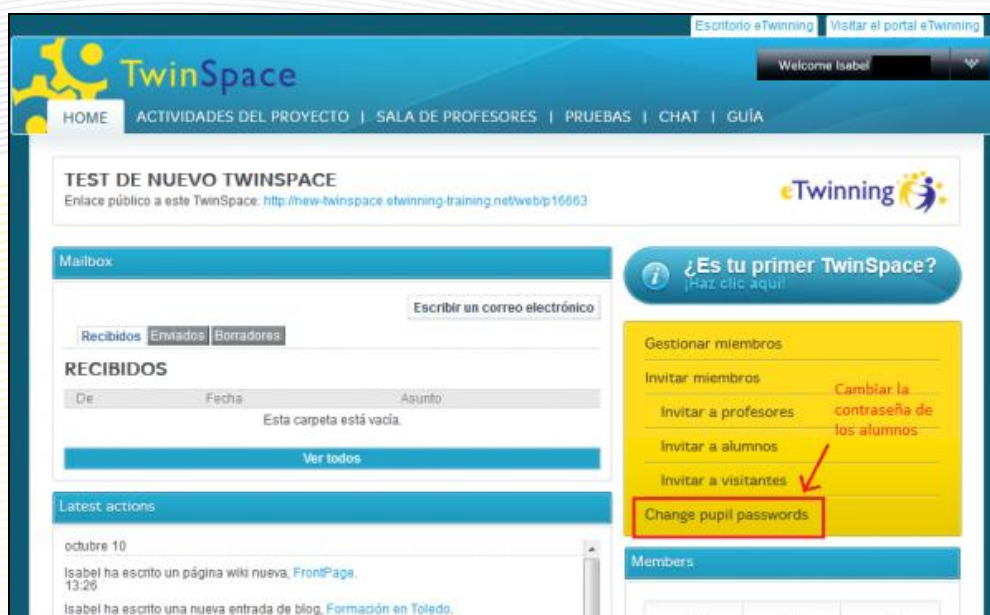 Escritorio eTwinning
Visitar el portal eTwinning
TwinSpace
Welcome Isabel
HOME ACTIVIDADES DEL PROYECTO | SALA DE PROFESORES | PRUEBAS | CHAT | GUÍA
TEST DE NUEVO TWINSPACE
Enlace público a este TwinSpace: http://new-twinspace.etwinning-training.net/web/p16663
eTwinning
Mailbox
Escribir un correo electrónico
Recibidos Enviados Borradores
RECIBIDOS
De Fecha Asunto
Esta carpeta está vacía.
Ver todos
Latest actions
octubre 10
Isabel ha escrito un página wiki nueva, FrontPage.
13:26
Isabel ha escrito una nueva entrada de blog, Formación en Toledo.
¿Es tu primer TwinSpace?
¡Haz clic aquí!
Gestionar miembros
Invitar miembros
Invitar a profesores
Invitar a alumnos
Invitar a visitantes
Change pupil passwords
Cambiar la
contraseña de
los alumnos
Members